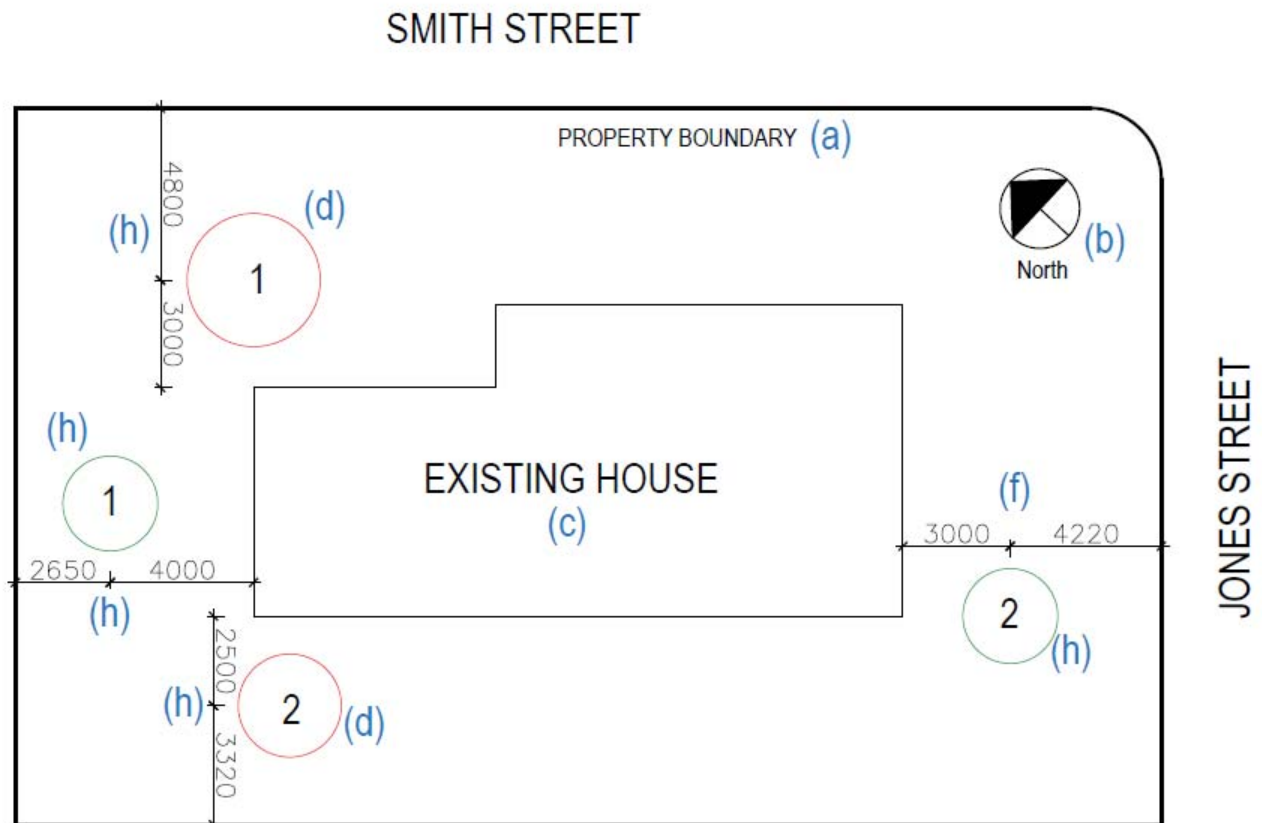 SMITH STREET
PROPERTY BOUNDARY (a)
4800
(h)
(d)
1
3000
(b)
North
JONES STREET
(h)
1
EXISTING HOUSE
(c)
(f)
3000 4220
2650 4000
(h)
2
(h)
2500
(h)
2
(d)
3320